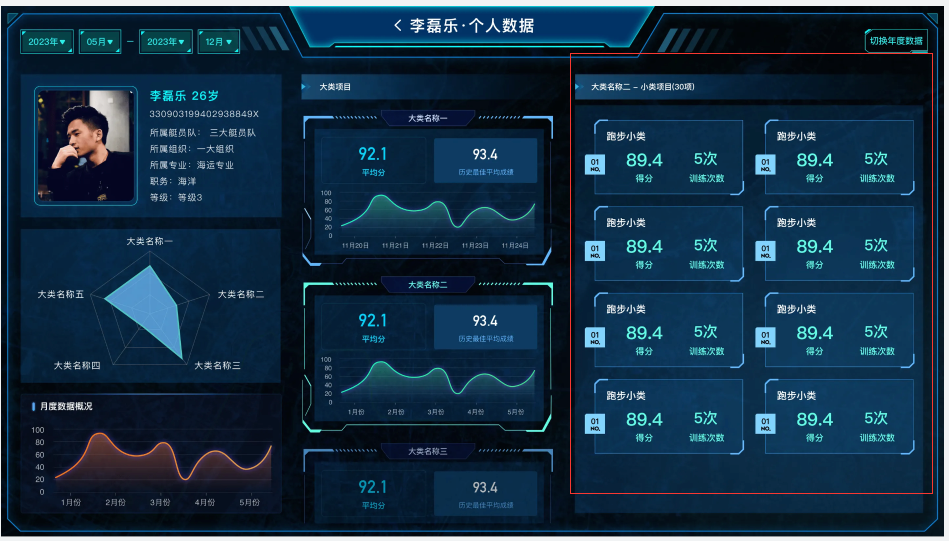 < 李磊乐·个人数据
2023年▼ 05月▼ — 2023年▼ 12月▼
切换年度数据
李磊乐 26岁
33090319940293849X
所属艇员队： 三大艇员队
所属组织：一大组织
所属专业：海运专业
职务：海洋
等级：等级3
大类名称一
大类名称二
大类名称三
大类名称四
大类名称五
月度数据概况
100
80
60
40
20
0
1月份 2月份 3月份 4月份 5月份
大类项目
大类名称一
92.1 93.4
平均分 历史最佳平均成绩
100
80
60
40
20
0
11月20日 11月21日 11月22日 11月23日 11月24日
大类名称二
92.1 93.4
平均分 历史最佳平均成绩
100
80
60
40
20
0
1月份 2月份 3月份 4月份 5月份
大类名称三
92.1 93.4
平均分 历史最佳平均成绩
大类名称二 - 小类项目(30项)
跑步小类
01 NO. 89.4 5次
得分 训练次数
跑步小类
01 NO. 89.4 5次
得分 训练次数
跑步小类
01 NO. 89.4 5次
得分 训练次数
跑步小类
01 NO. 89.4 5次
得分 训练次数
跑步小类
01 NO. 89.4 5次
得分 训练次数
跑步小类
01 NO. 89.4 5次
得分 训练次数
跑步小类
01 NO. 89.4 5次
得分 训练次数
跑步小类
01 NO. 89.4 5次
得分 训练次数